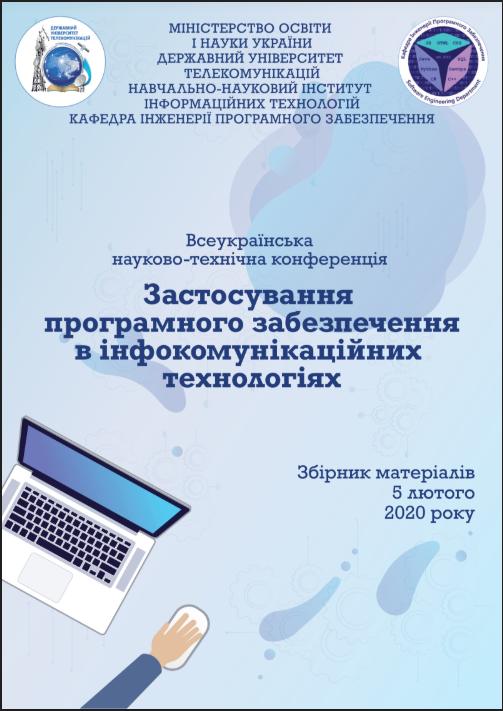 МІНІСТЕРСТВО ОСВІТИ
І НАУКИ УКРАЇНИ
ДЕРЖАВНИЙ УНІВЕРСИТЕТ
ТЕЛЕКОМУНІКАЦІЙ
НАВЧАЛЬНО-НАУКОВИЙ ІНСТИТУТ
ІНФОРМАЦІЙНИХ ТЕХНОЛОГІЙ
КАФЕДРА ІНЖЕНЕРІЇ ПРОГРАМНОГО ЗАБЕЗПЕЧЕННЯ
ДЕРЖАВНИЙ
УНІВЕРСИТЕТ
ТЕЛЕКОМУНІКАЦІЙ
Кафедра Інженерії Програмного Забезпечення
Software Engineering Department
Всеукраїнська
науково-технічна конференція
Застосування
програмного забезпечення
в інфокомунікаційних
технологіях
Збірник матеріалів
5 лютого
2020 року